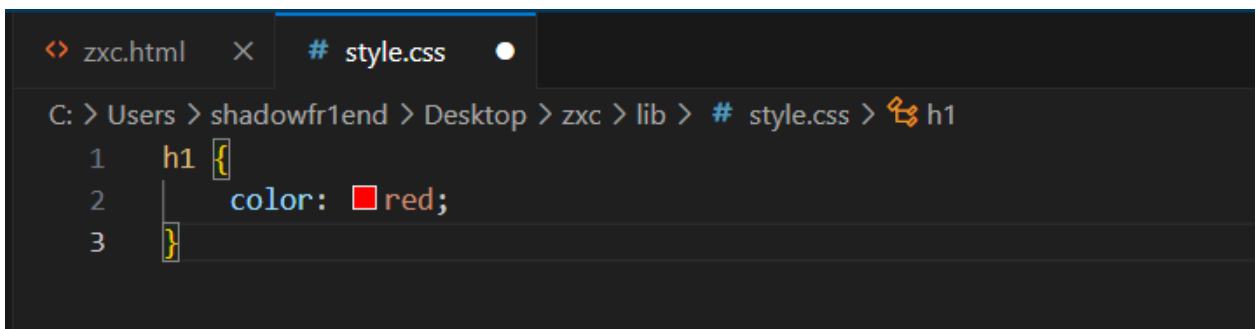 <> zxc.html × # style.css ●
C: > Users > shadowfr1end > Desktop > zxc > lib > # style.css > h1
1 h1 {
2 color: red;
3 }